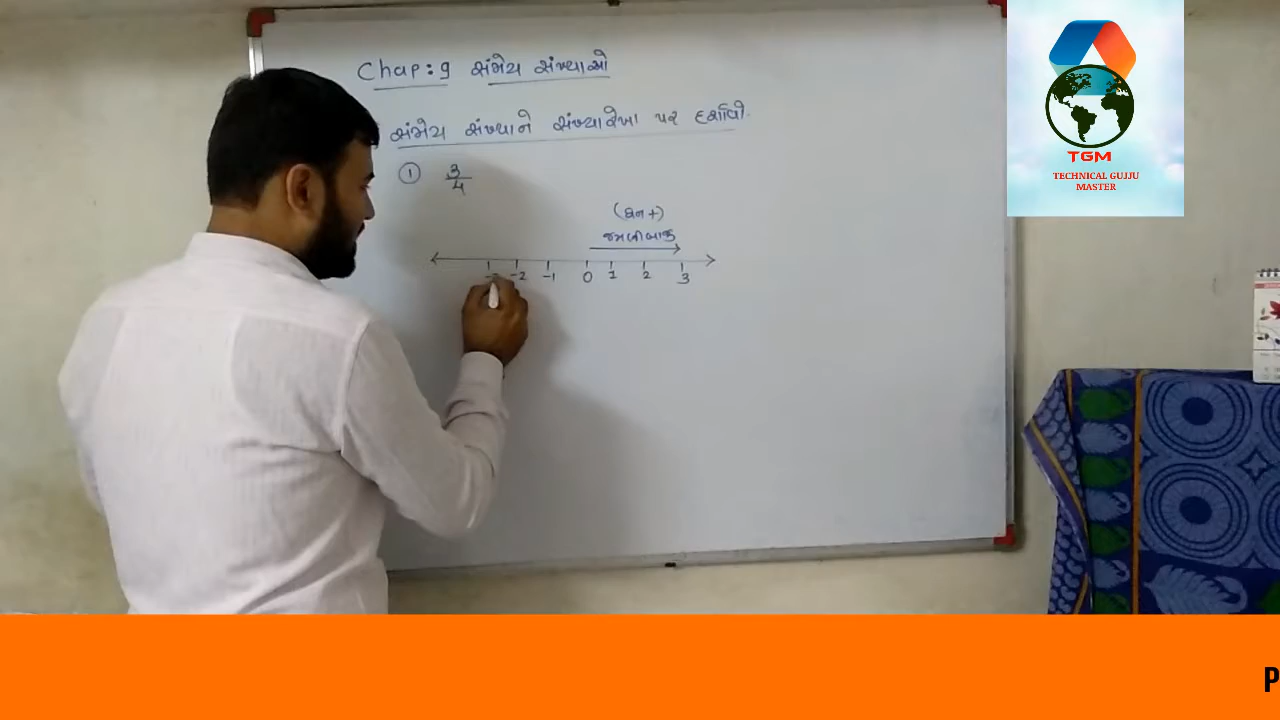 Chap : 9 સંમેય સંખ્યાઓ
સંમેય સંખ્યાને સંખ્યારેખા પર દર્શાવો.
① 3/4
(ધન +)
જમણીબાજુ
-2 -1 0 1 2 3
TGM
TECHNICAL GUJJU
MASTER
P